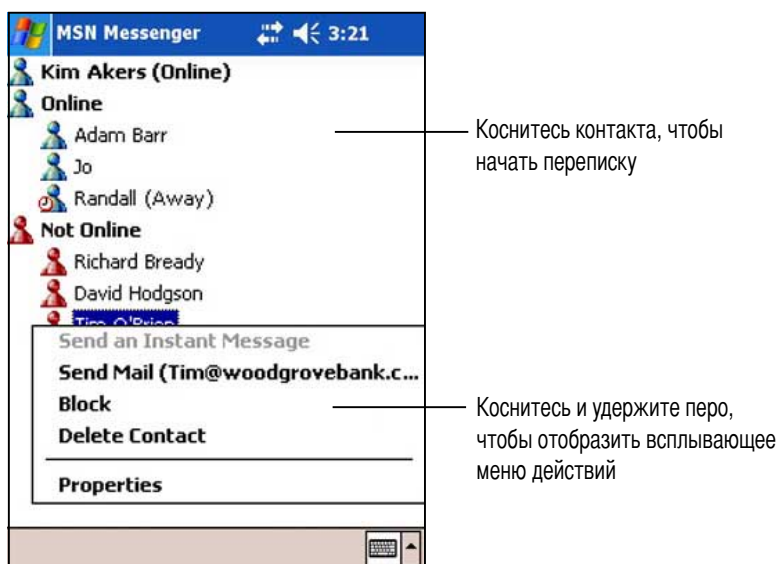 MSN Messenger 3:21
Kim Akers (Online)
Online
Adam Barr
Jo
Randall (Away)
Not Online
Richard Bready
David Hodgson
Tim O'Brien
Send an Instant Message
Send Mail (Tim@woodgrovebank.c...
Block
Delete Contact
Properties
Коснитесь контакта, чтобы
начать переписку
Коснитесь и удержите перо,
чтобы отобразить всплывающее
меню действий